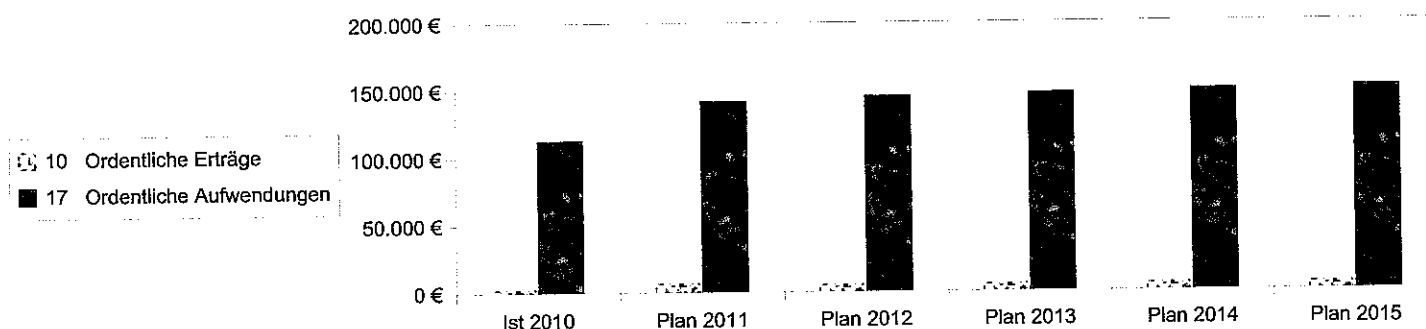 200.000 €
150.000 €
100.000 €
50.000 €
0 €
10 Ordentliche Erträge
17 Ordentliche Aufwendungen
Ist 2010
Plan 2011
Plan 2012
Plan 2013
Plan 2014
Plan 2015